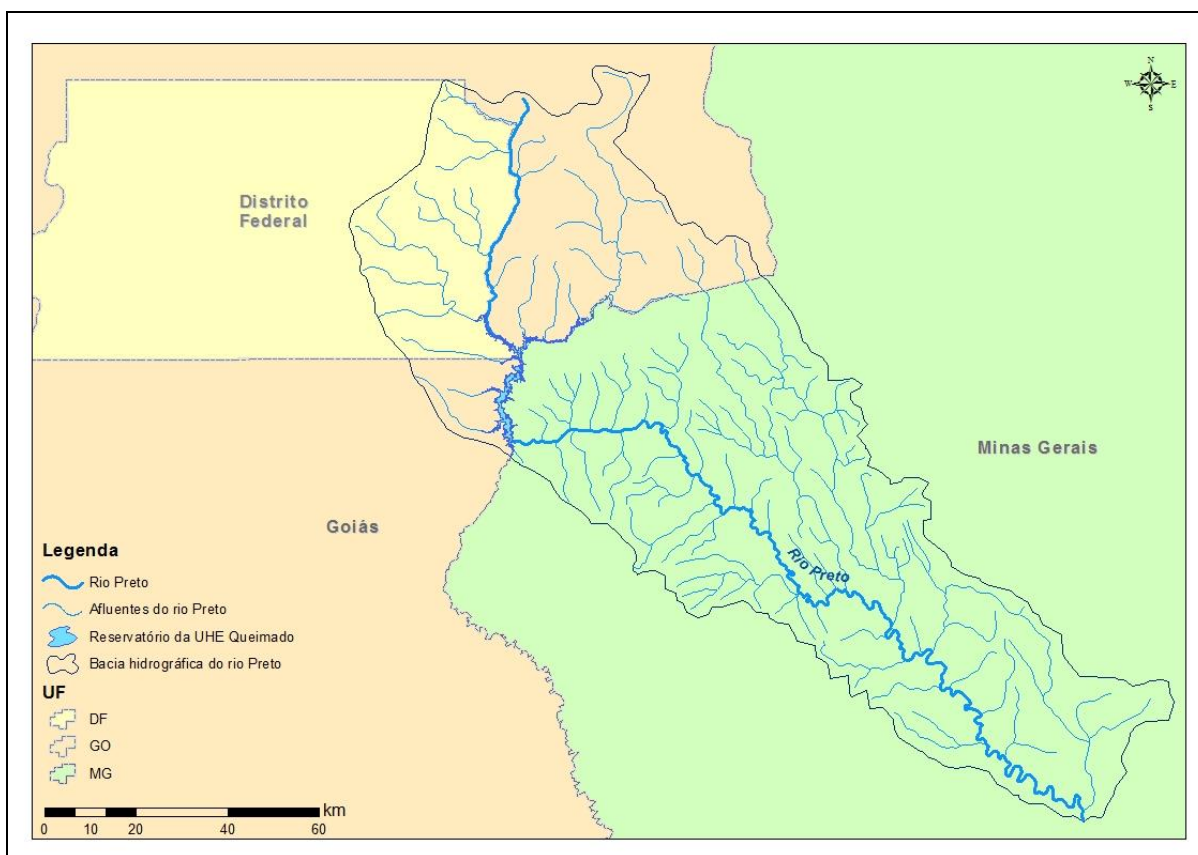 N
W E
S
Distrito
Federal
Minas Gerais
Goiás
Rio Preto
Legenda
Rio Preto
Afluentes do rio Preto
Reservatório da UHE Queimado
Bacia hidrográfica do rio Preto
UF
DF
GO
MG
km
0 10 20 40 60